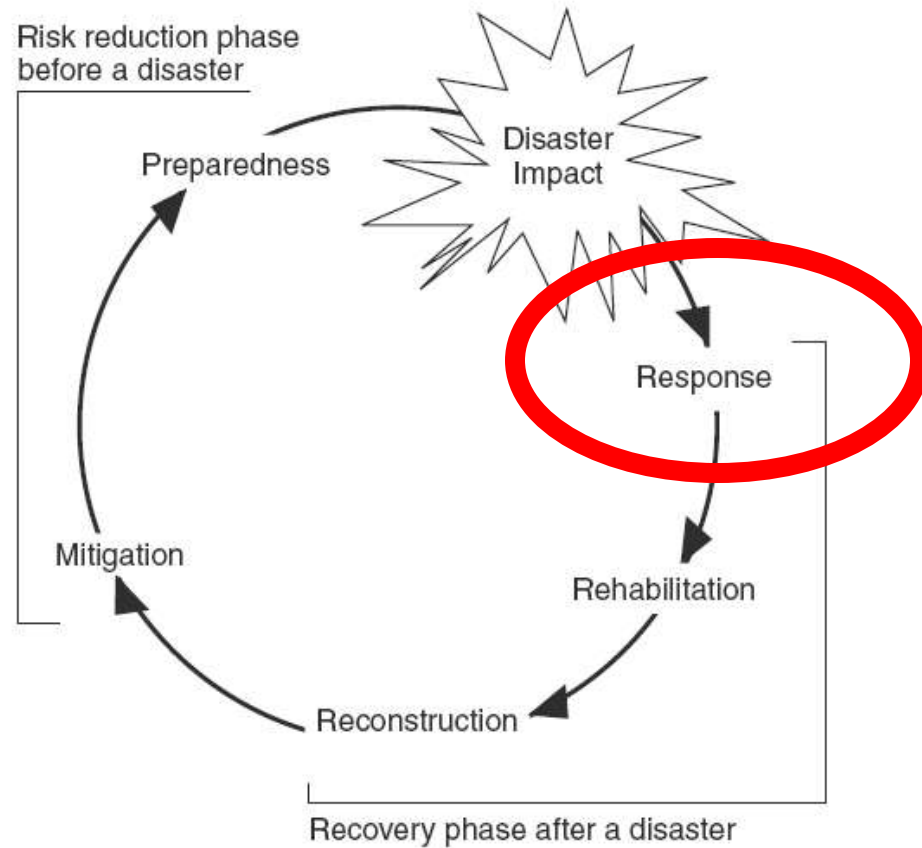 Risk reduction phase
before a disaster
Disaster
Impact
Preparedness
Response
Mitigation
Rehabilitation
Reconstruction
Recovery phase after a disaster